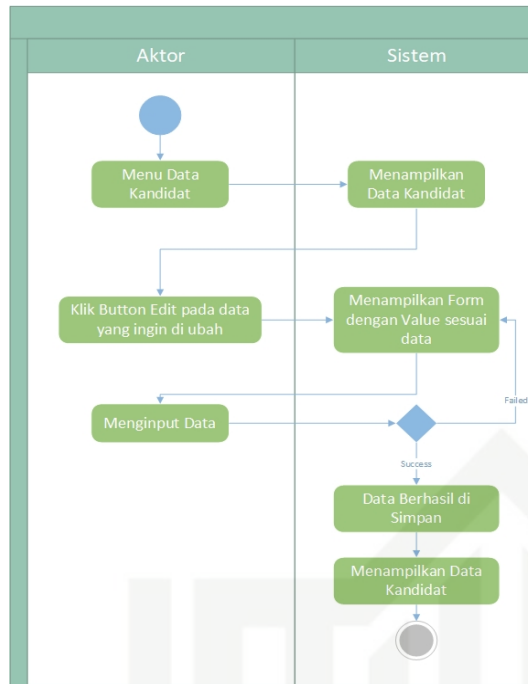 Aktor
Sistem
Menu Data
Kandidat
Menampilkan
Data Kandidat
Klik Button Edit pada data
yang ingin di ubah
Menampilkan Form
dengan Value sesuai
data
Menginput Data
Failed
Success
Data Berhasil di
Simpan
Menampilkan Data
Kandidat